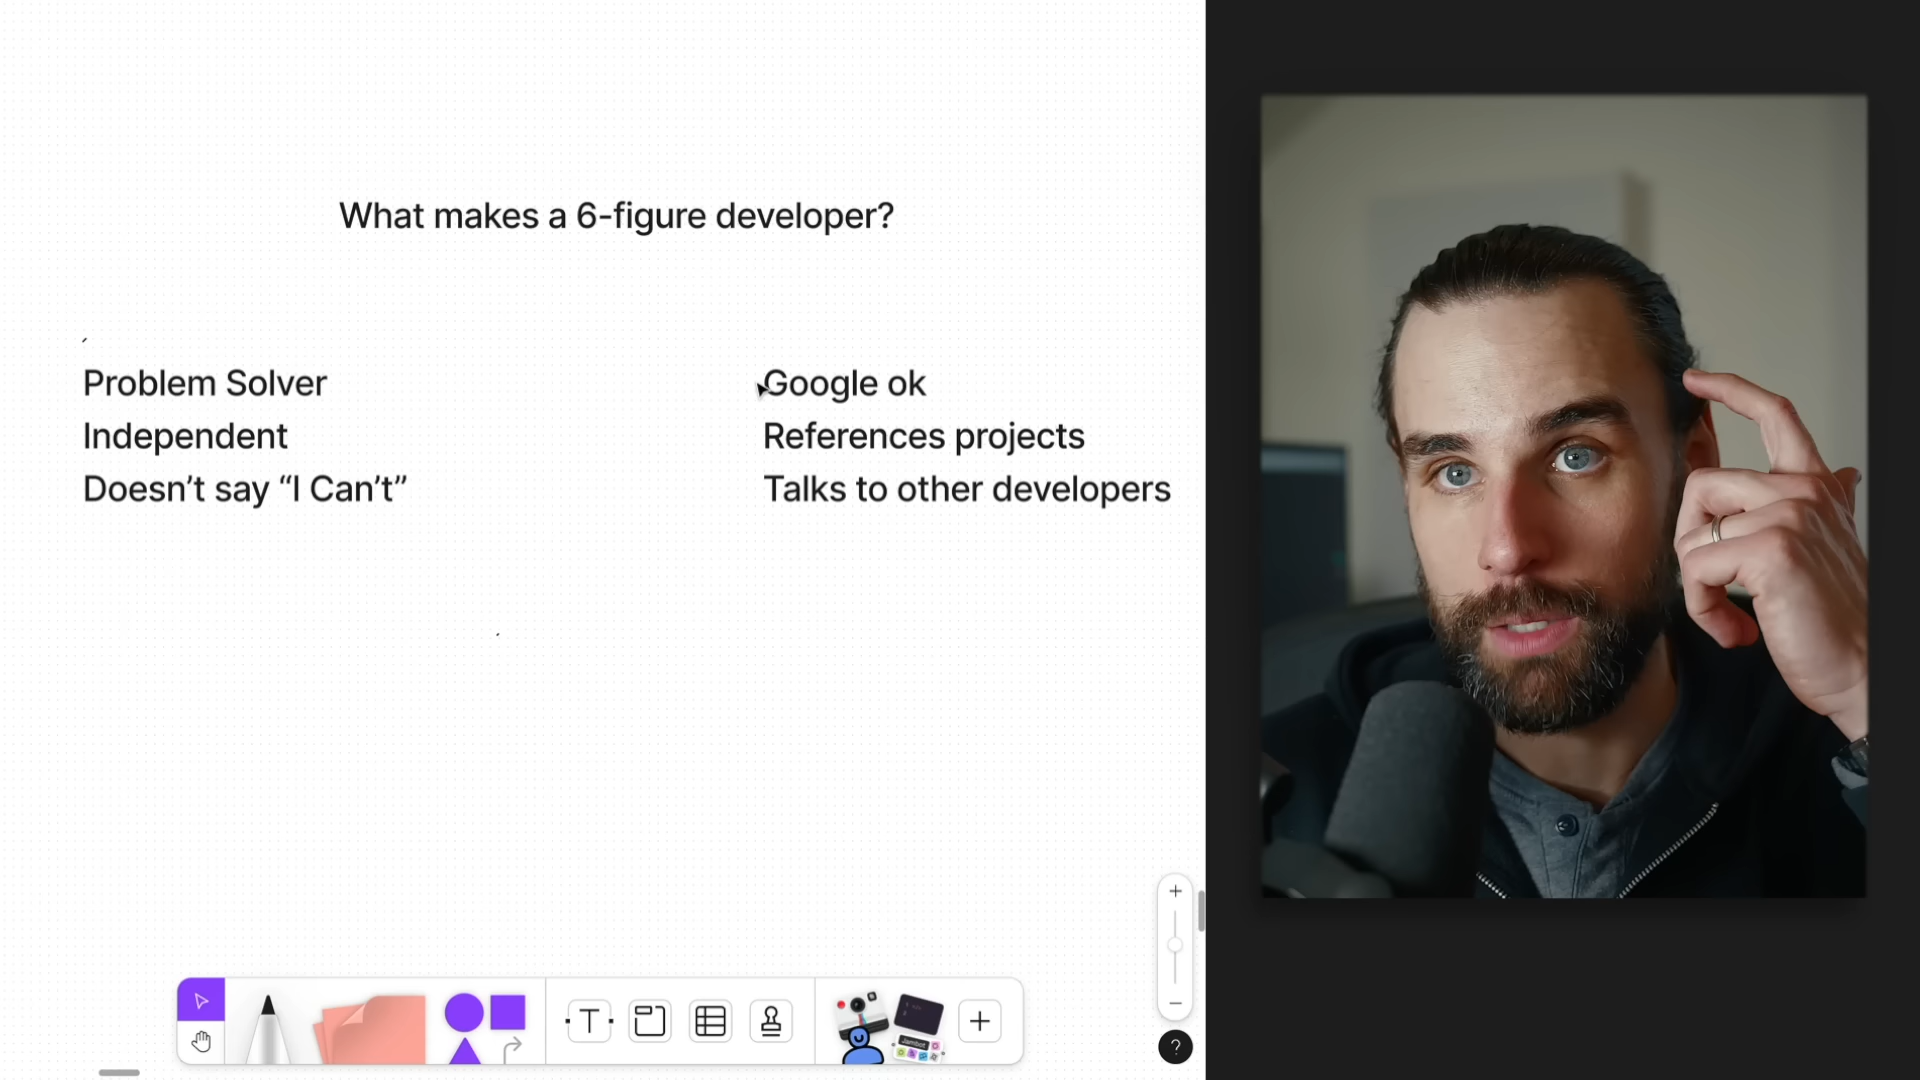 What makes a 6-figure developer?
Problem Solver
Independent
Doesn’t say “I Can’t”
Google ok
References projects
Talks to other developers
T
Jambot
?